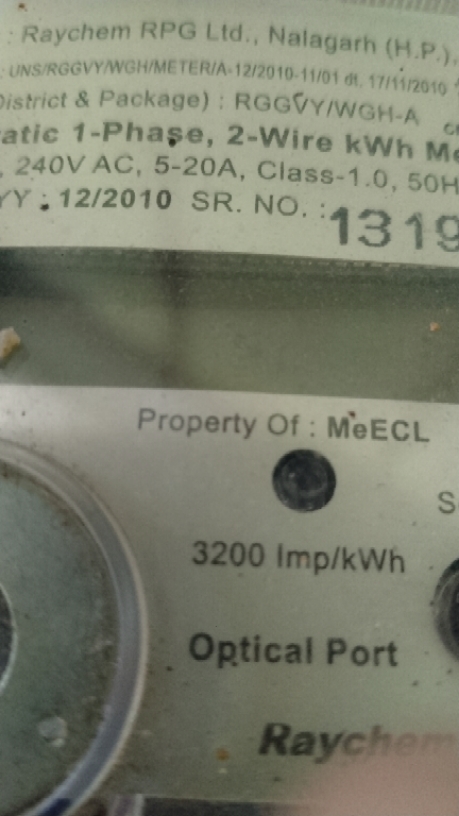 : Raychem RPG Ltd., Nalagarh (H.P.),
: UNS/RGGVY/WGH/METER/A-12/2010-11/01 dt. 17/11/2010
District & Package) : RGGVY/WGH-A
atic 1-Phase, 2-Wire kWh Me
, 240V AC, 5-20A, Class-1.0, 50H
YY : 12/2010 SR. NO. : 1319
Property Of : MeECL
S
3200 Imp/kWh
Optical Port
Raychem